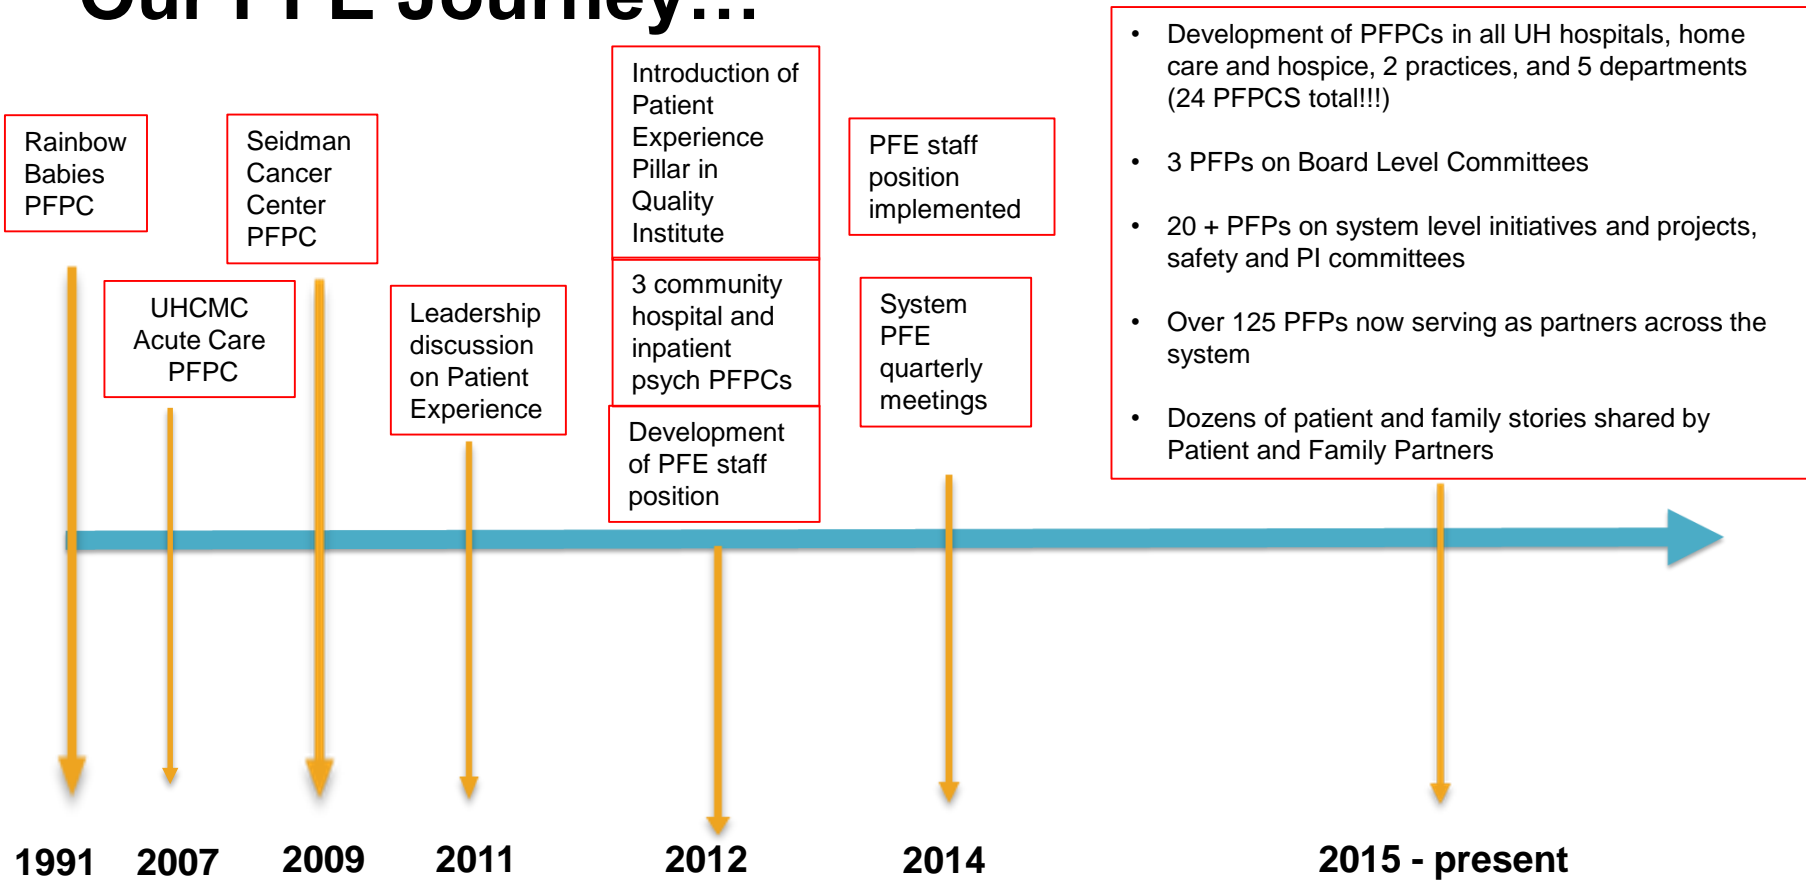 Our PFE Journey...
Rainbow
Babies
PFPC
UHCMC
Acute Care
PFPC
Seidman
Cancer
Center
PFPC
Leadership
discussion
on Patient
Experience
Introduction of
Patient
Experience
Pillar in
Quality
Institute
3 community
hospital and
inpatient
psych PFPCs
Development
of PFE staff
position
PFE staff
position
implemented
System
PFE
quarterly
meetings
• Development of PFPCs in all UH hospitals, home
care and hospice, 2 practices, and 5 departments
(24 PFPCS total!!!)
• 3 PFPs on Board Level Committees
• 20 + PFPs on system level initiatives and projects,
safety and PI committees
• Over 125 PFPs now serving as partners across the
system
• Dozens of patient and family stories shared by
Patient and Family Partners
1991
2007
2009
2011
2012
2014
2015 - present